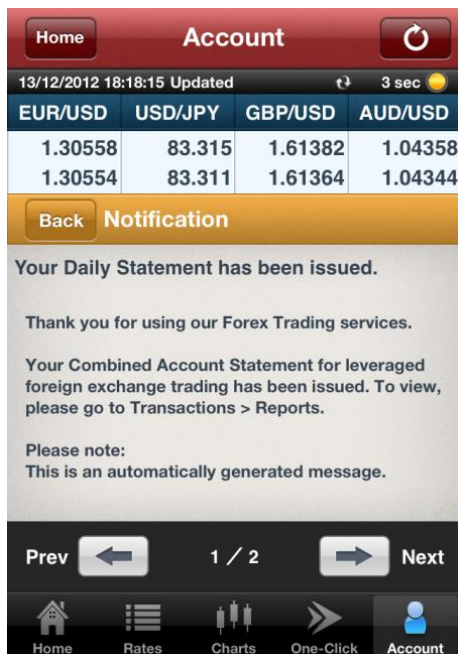 Home Account
13/12/2012 18:18:15 Updated 3 sec
EUR/USD USD/JPY GBP/USD AUD/USD
1.30558 83.315 1.61382 1.04358
1.30554 83.311 1.61364 1.04344
Back Notification
Your Daily Statement has been issued.
Thank you for using our Forex Trading services.
Your Combined Account Statement for leveraged
foreign exchange trading has been issued. To view,
please go to Transactions > Reports.
Please note:
This is an automatically generated message.
Prev 1 / 2 Next
Home Rates Charts One-Click Account